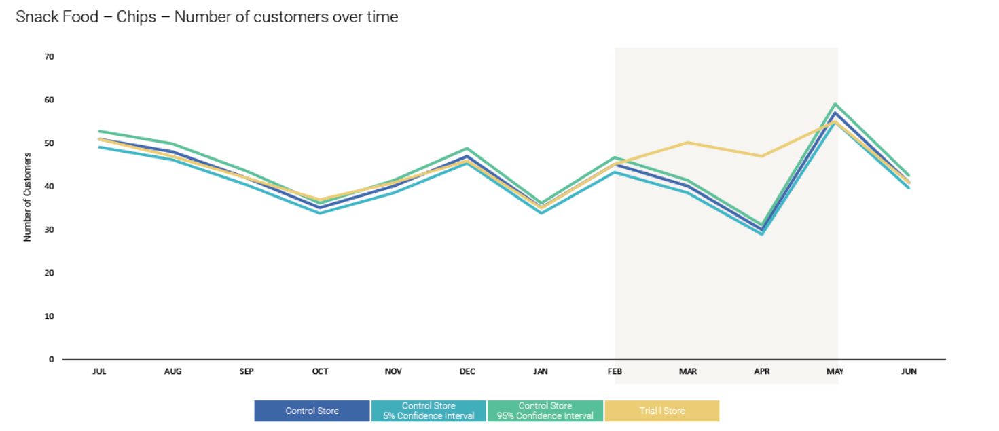 Snack Food – Chips – Number of customers over time
70
60
50
40
30
20
10
0
Number of Customers
JUL AUG SEP OCT NOV DEC JAN FEB MAR APR MAY JUN
Control Store
Control Store
5% Confidence Interval
Control Store
95% Confidence Interval
Trial l Store